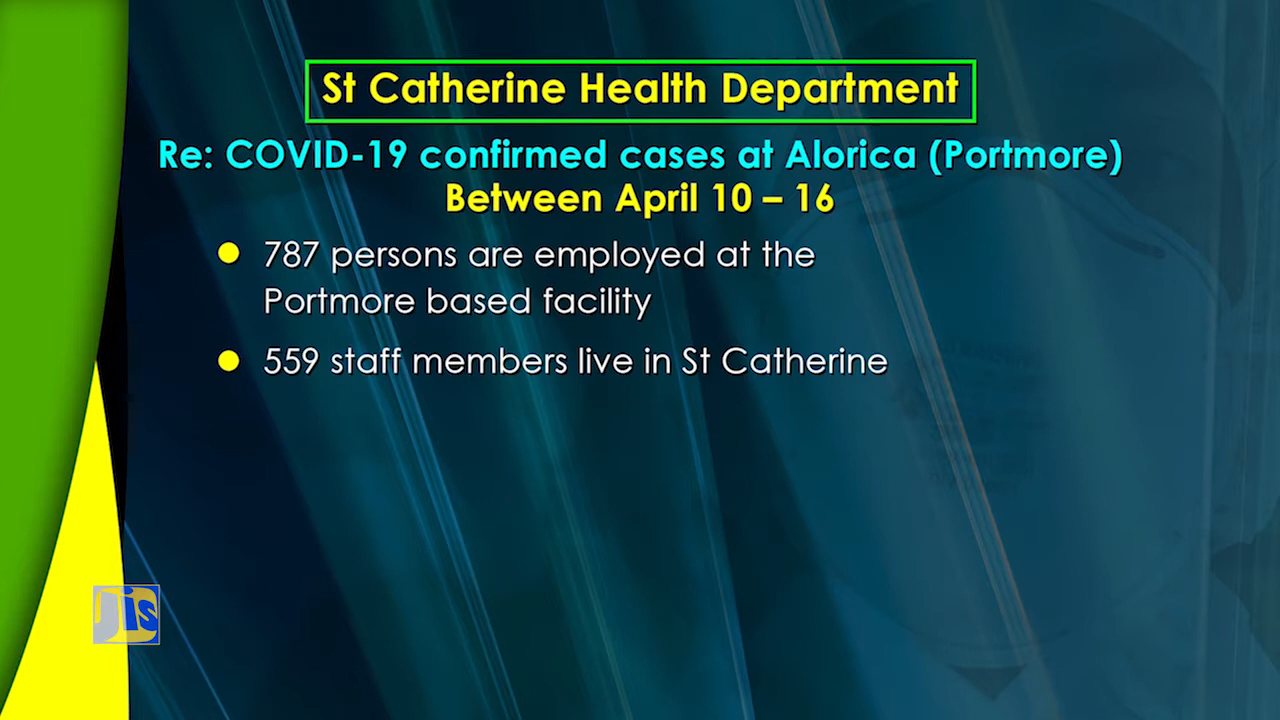 St Catherine Health Department
Re: COVID-19 confirmed cases at Alorica (Portmore)
Between April 10 – 16
787 persons are employed at the
Portmore based facility
559 staff members live in St Catherine
Jis